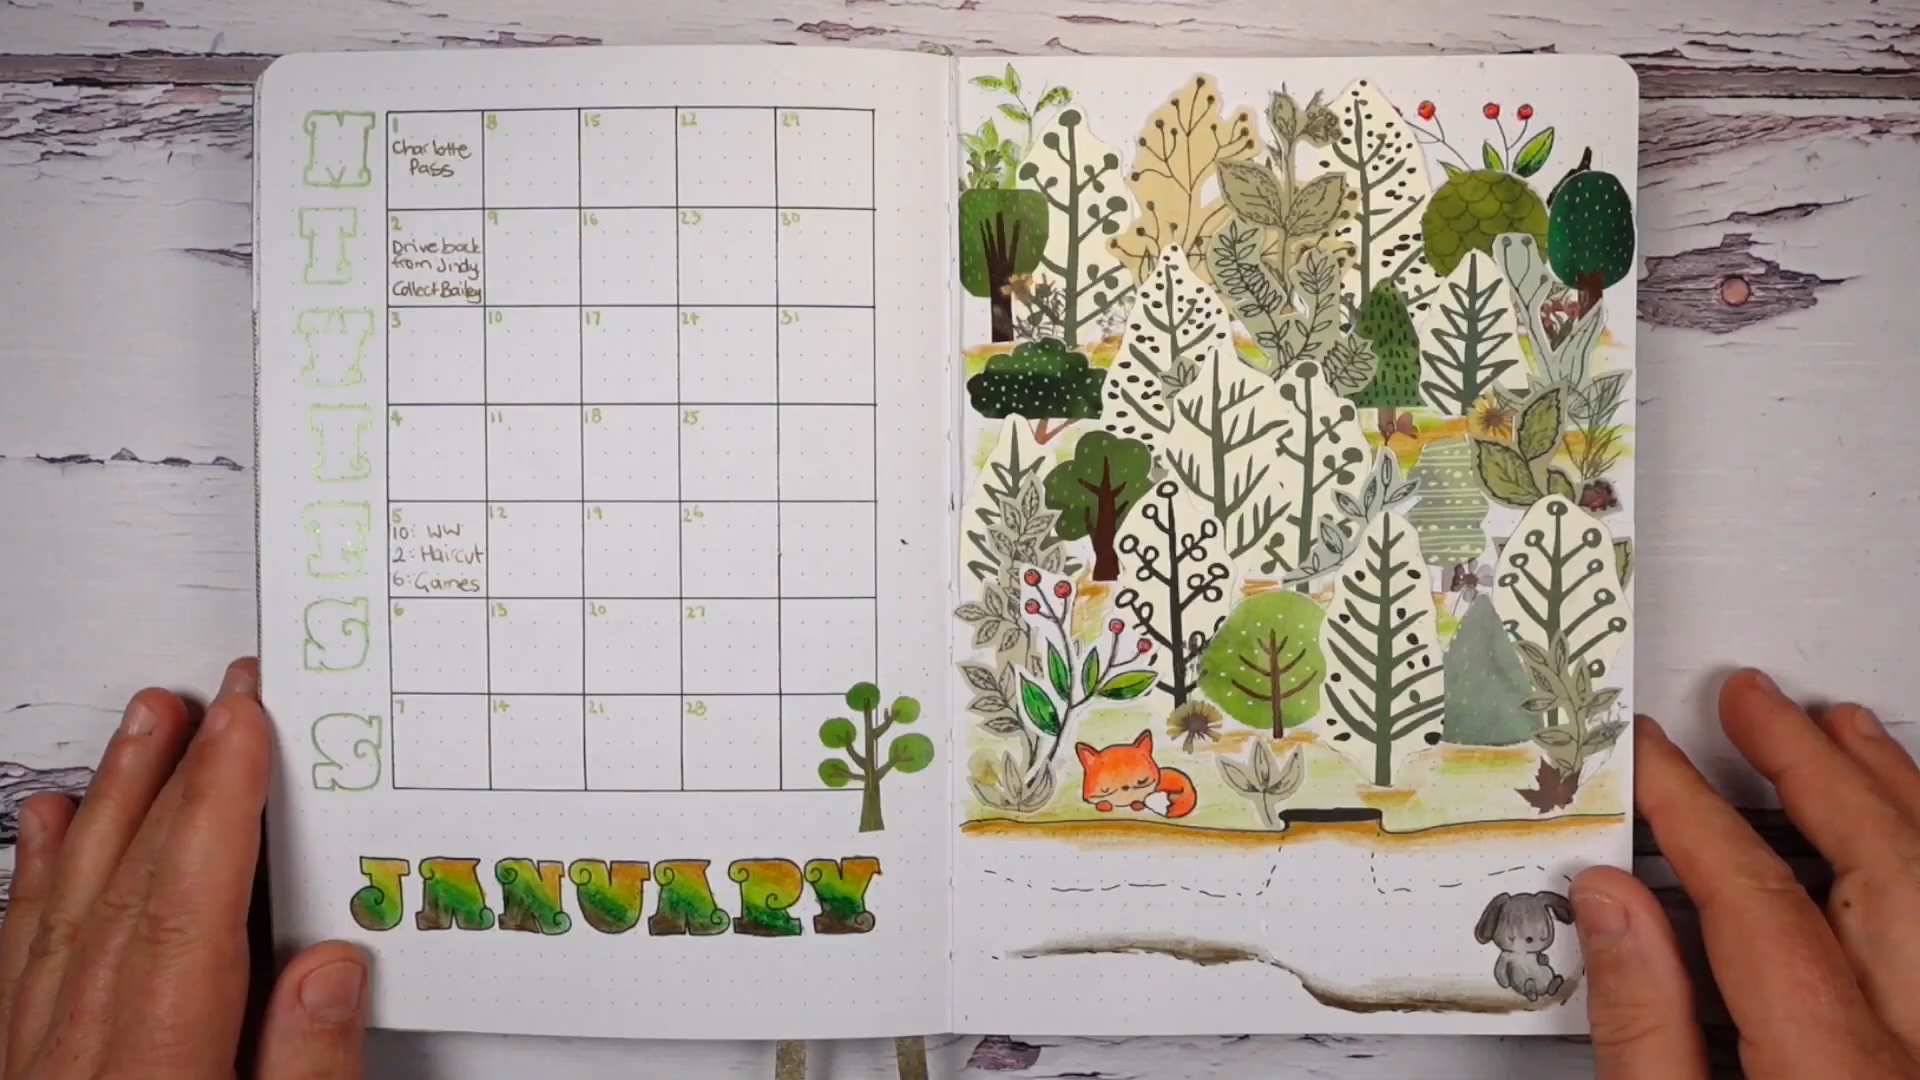 M
1 8 15 22 29
Charlotte
Pass
T
2 9 16 23 30
Drive back
from Jindy
Collect Bailey
W
3 10 17 24 31
T
4 11 18 25
F
5 12 19 26
10: WW
2: Haircut
6: Games
S
6 13 20 27
S
7 14 21 28
JANUARY